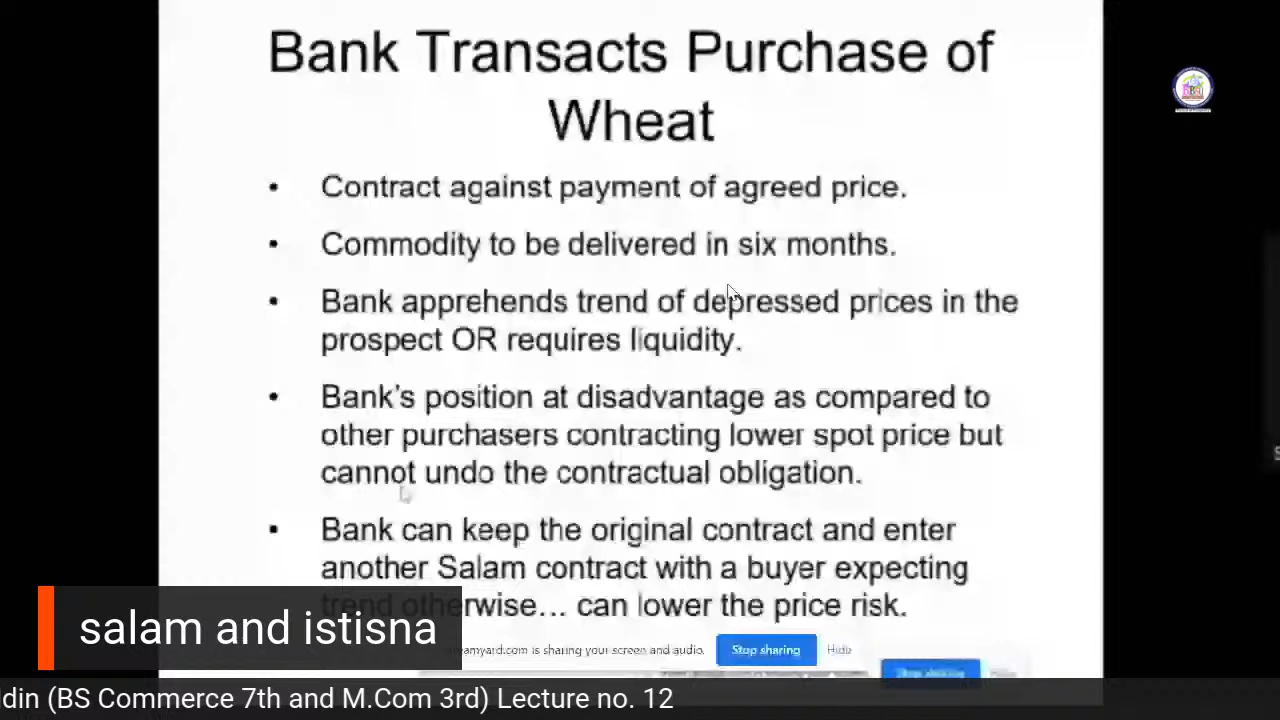 Bank Transacts Purchase of
Wheat
• Contract against payment of agreed price.
• Commodity to be delivered in six months.
• Bank apprehends trend of depressed prices in the
prospect OR requires liquidity.
• Bank's position at disadvantage as compared to
other purchasers contracting lower spot price but
cannot undo the contractual obligation.
• Bank can keep the original contract and enter
another Salam contract with a buyer expecting
trend otherwise... can lower the price risk.
salam and istisna
is sharing your screen and audio.
Stop sharing
Hide
Stop sharing
ddin (BS Commerce 7th and M.Com 3rd) Lecture no. 12